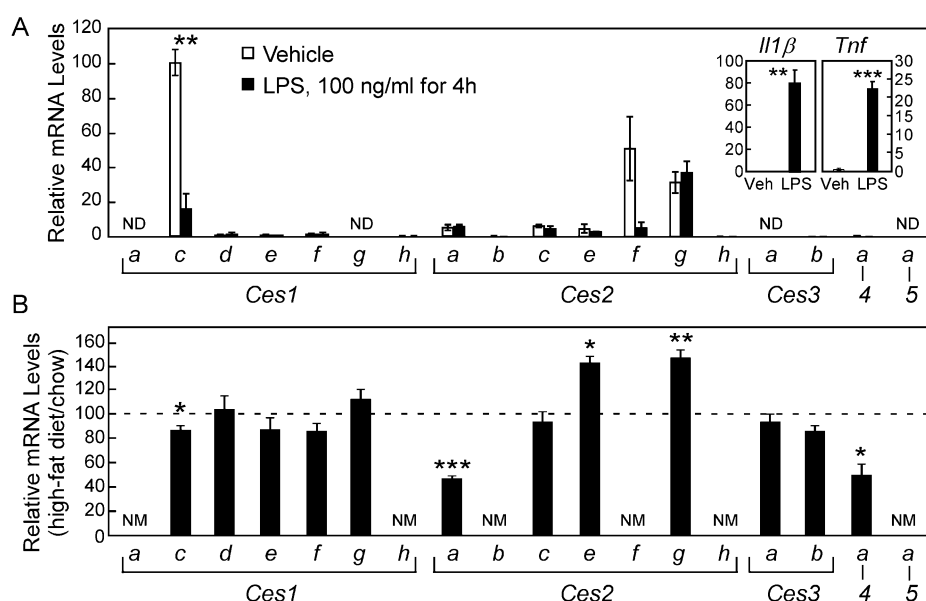 A
Relative mRNA Levels
120
100
80
60
40
20
0
**
Vehicle
LPS, 100 ng/ml for 4h
Il1β Tnf
100
80
60
40
20
0
**
***
30
25
20
15
10
5
0
Veh LPS Veh LPS
ND ND ND ND
a c d e f g h a b c e f g h a b a a
Ces1 Ces2 Ces3 4 5
B
Relative mRNA Levels
(high-fat diet/chow)
160
140
120
100
80
60
40
20
0
* *** * ** *
NM NM NM NM NM NM
a c d e f g h a b c e f g h a b a a
Ces1 Ces2 Ces3 4 5